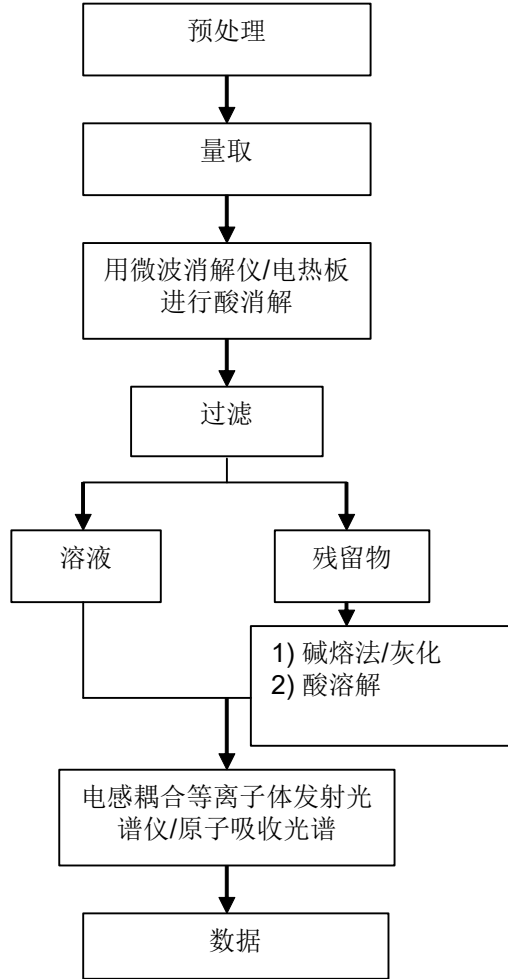 预处理
量取
用微波消解仪/电热板
进行酸消解
过滤
溶液
残留物
1) 碱熔法/灰化
2) 酸溶解
电感耦合等离子体发射光
谱仪/原子吸收光谱
数据